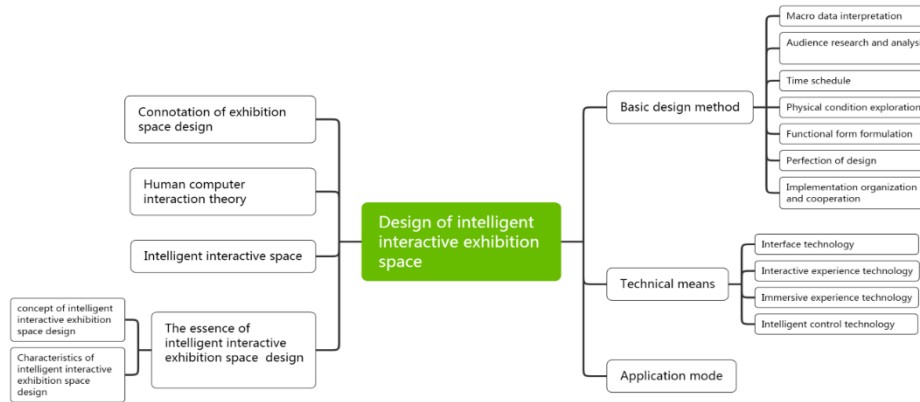 Connotation of exhibition
space design
Human computer
interaction theory
Intelligent interactive space
The essence of
intelligent interactive
exhibition space design
concept of intelligent
interactive exhibition
space design
Characteristics of
intelligent interactive
exhibition space
design
Design of intelligent
interactive exhibition
space
Basic design method
Macro data interpretation
Audience research and analysi
Time schedule
Physical condition exploration
Functional form formulation
Perfection of design
Implementation organization
and cooperation
Technical means
Interface technology
Interactive experience technology
Immersive experience technology
Intelligent control technology
Application mode